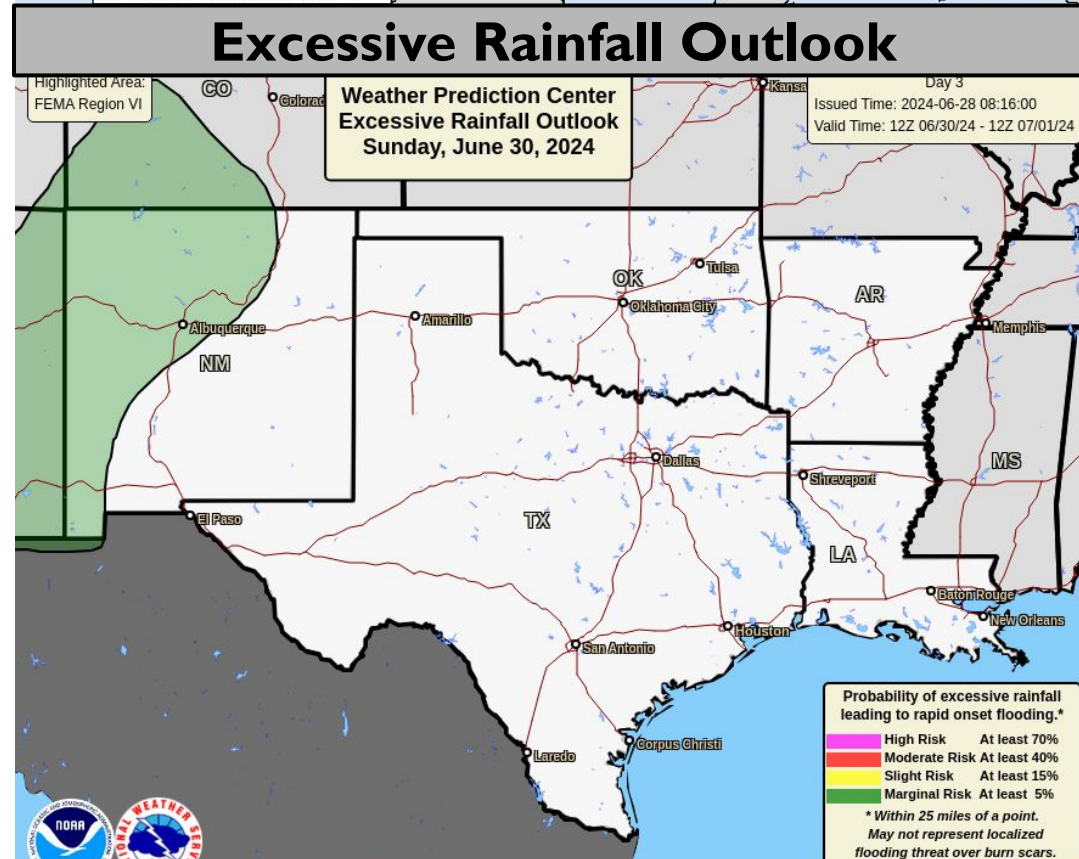 Excessive Rainfall Outlook
Highlighted Area:
FEMA Region VI
CO
Weather Prediction Center
Excessive Rainfall Outlook
Sunday, June 30, 2024
Day 3
Issued Time: 2024-06-28 08:16:00
Valid Time: 12Z 06/30/24 - 12Z 07/01/24
Colorad
Kansa
Tulsa
OK
Oklahoma City
AR
Amarillo
Albuquerque
Memphis
NM
Dallas
MS
Shreveport
El Paso
TX
LA
Baton Rouge
New Orleans
Houston
San Antonio
Corpus Christi
Laredo
Probability of excessive rainfall
leading to rapid onset flooding.*
High Risk At least 70%
Moderate Risk At least 40%
Slight Risk At least 15%
Marginal Risk At least 5%
* Within 25 miles of a point.
May not represent localized
flooding threat over burn scars.
NOAA
WEATHER